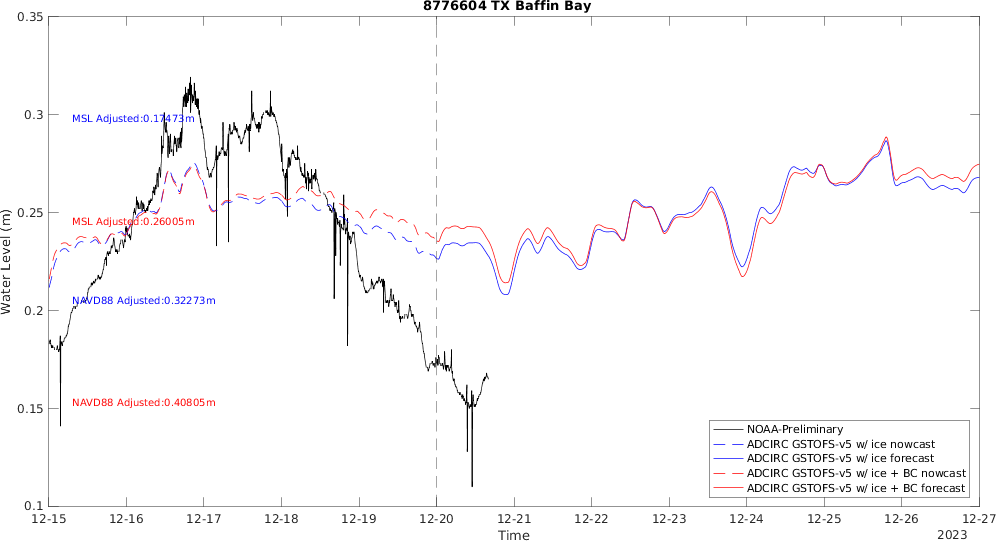 8776604 TX Baffin Bay
0.35
0.3
0.25
0.2
0.15
0.1
Water Level (m)
MSL Adjusted:0.17473m
MSL Adjusted:0.26005m
NAVD88 Adjusted:0.32273m
NAVD88 Adjusted:0.40805m
NOAA-Preliminary
ADCIRC GSTOFS-v5 w/ ice nowcast
ADCIRC GSTOFS-v5 w/ ice forecast
ADCIRC GSTOFS-v5 w/ ice + BC nowcast
ADCIRC GSTOFS-v5 w/ ice + BC forecast
12-15 12-16 12-17 12-18 12-19 12-20 12-21 12-22 12-23 12-24 12-25 12-26 12-27
Time
2023